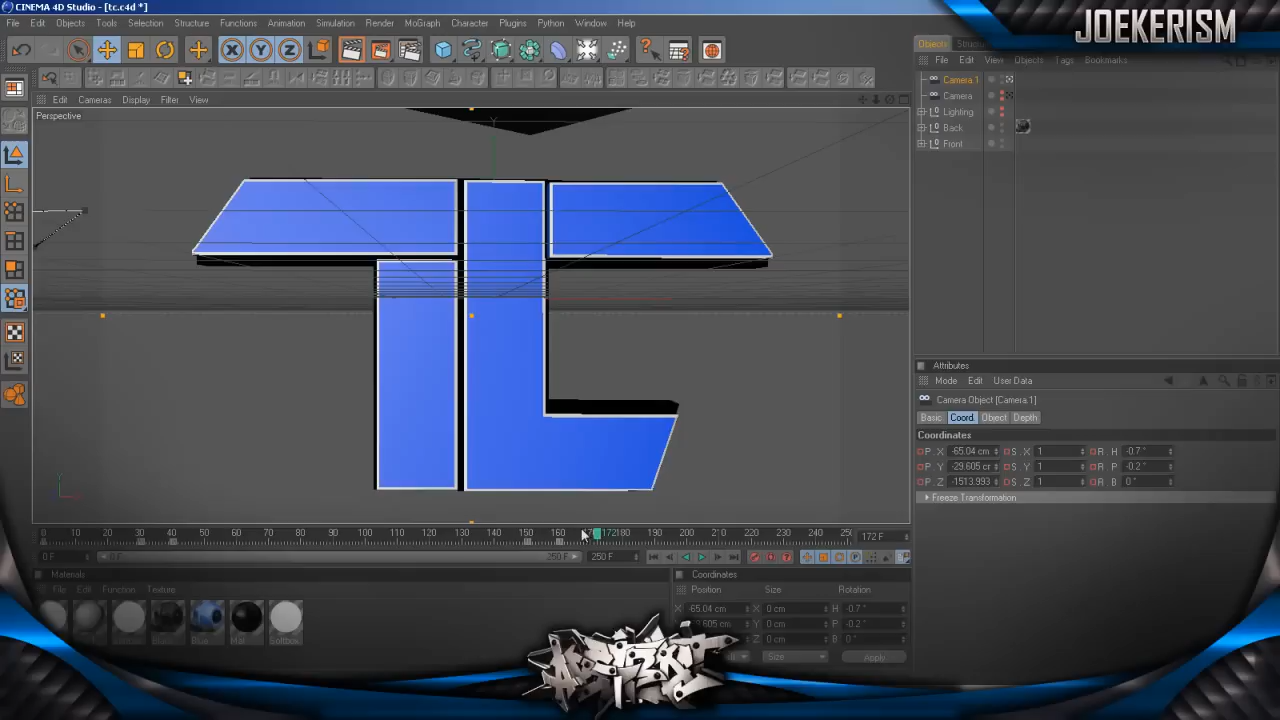 CINEMA 4D Studio - [tc.c4d *]
JOEKERISM
File Edit Objects Tools Selection Structure Functions Animation Simulation Render MoGraph Character Plugins Python Window Help
Objects
File Edit View Objects Tags Bookmarks
Edit Cameras Display Filter View
Perspective
Camera.1
Camera
Lighting
Back
Front
Y
Attributes
Mode Edit User Data
Camera Object [Camera.1]
Basic Coord. Object Depth
Coordinates
P . X -65.04 cm S . X 1 R . H -0.7 °
P . Y -29.605 cr S . Y 1 R . P -0.2 °
P . Z -1513.993 S . Z 1 R . B 0 °
Freeze Transformation
0 10 20 30 40 50 60 70 80 90 100 110 120 130 140 150 160 172 180 190 200 210 220 230 240 172 F
0 F 0 F 250 F 250 F
Materials
File Edit Function Texture
Blue Mat Softbox
Coordinates
Position Size Rotation
X -65.04 cm X 0 cm H -0.7 °
Y 0 cm P -0.2 °
Z 0 cm B 0 °
Size Apply